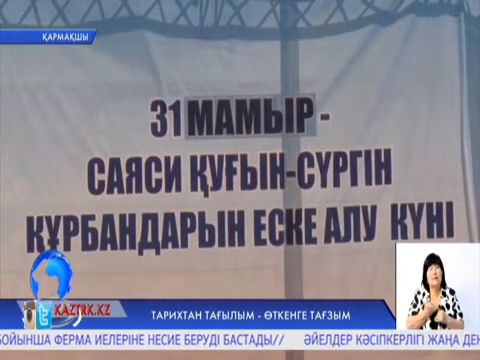 ҚАРМАҚШЫ
31 МАМЫР -
САЯСИ ҚУҒЫН-СҮРГІН
ҚҰРБАНДАРЫН ЕСКЕ АЛУ КҮНІ
KAZTRK.KZ
ТАРИХТАН ТАҒЫЛЫМ - ӨТКЕНГЕ ТАҒЗЫМ
БОЙЫНША ФЕРМА ИЕЛЕРІНЕ НЕСИЕ БЕРУДІ БАСТАДЫ// ӘЙЕЛДЕР КӘСІПКЕРЛІГІ ЖАҢА ДЕҢ